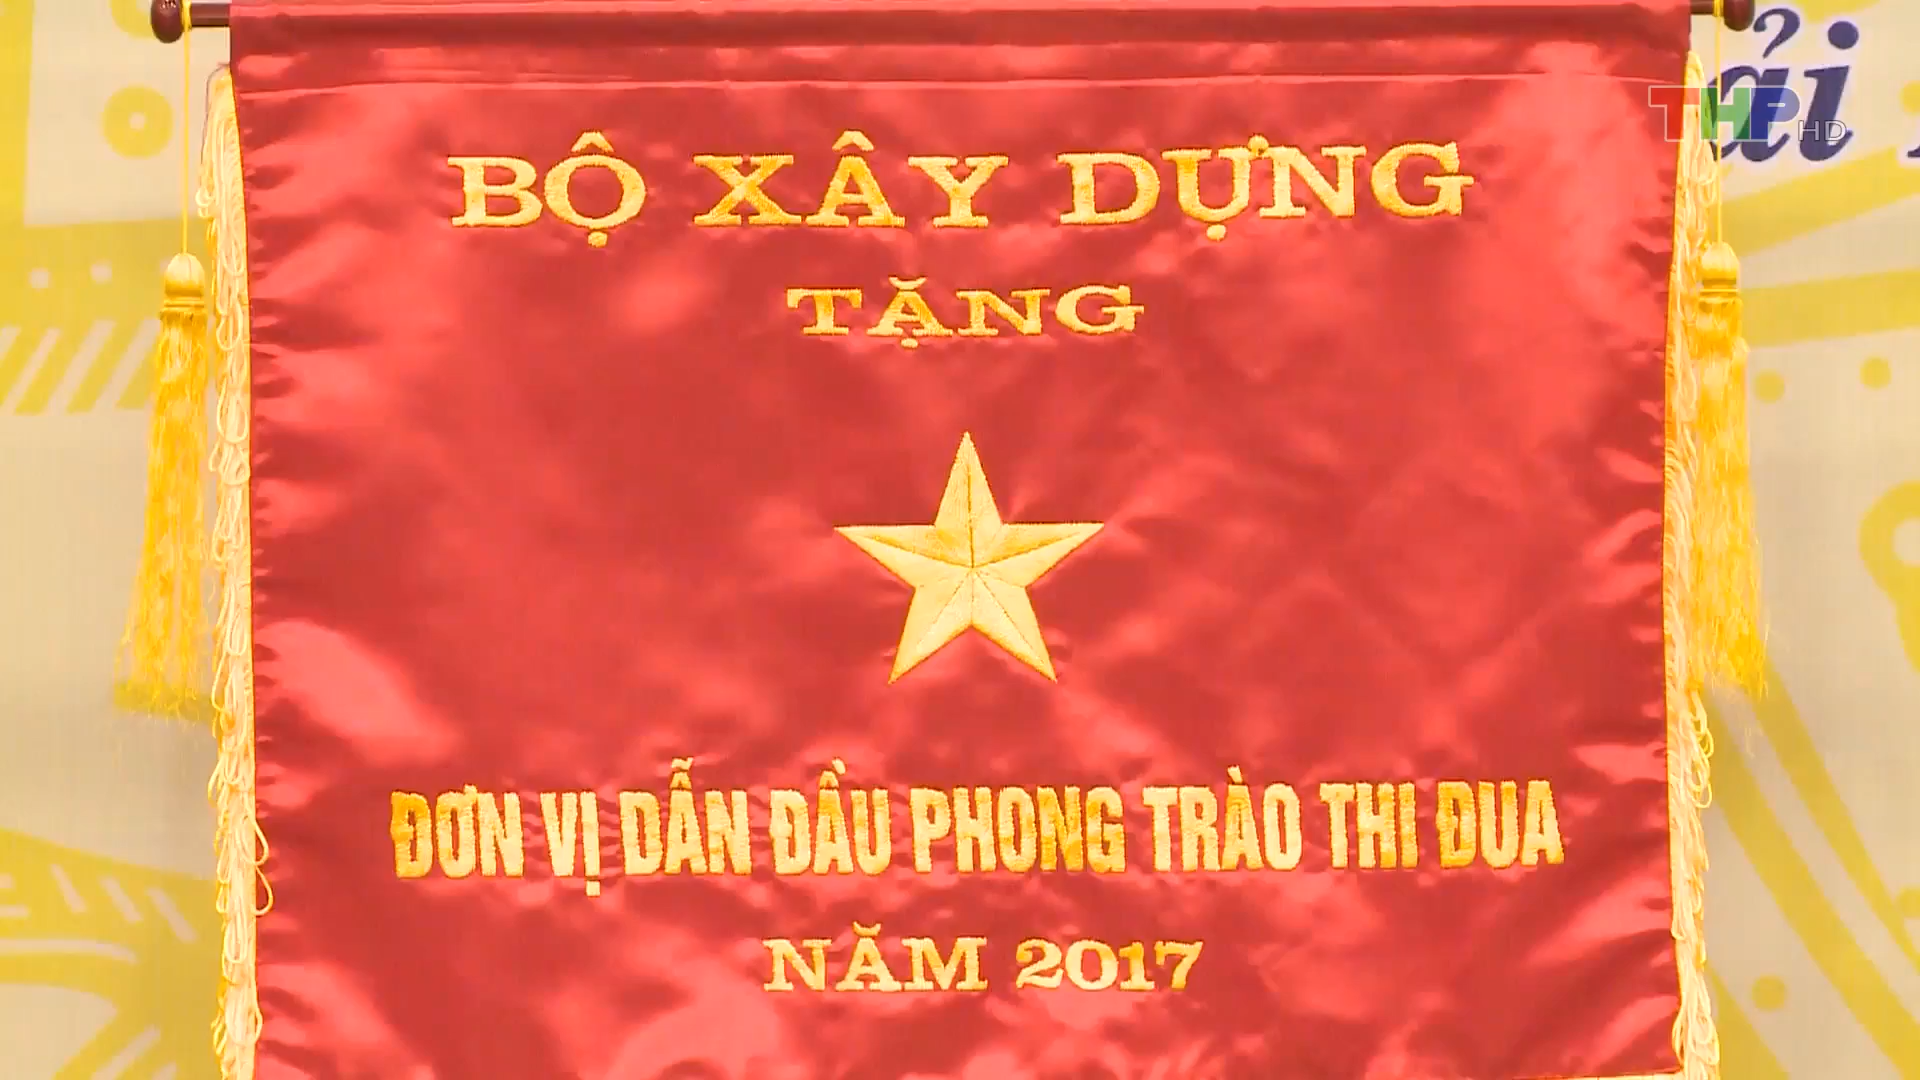 BỘ XÂY DỰNG
TẶNG
ĐƠN VỊ DẪN ĐẦU PHONG TRÀO THI ĐUA
NĂM 2017
THP HD